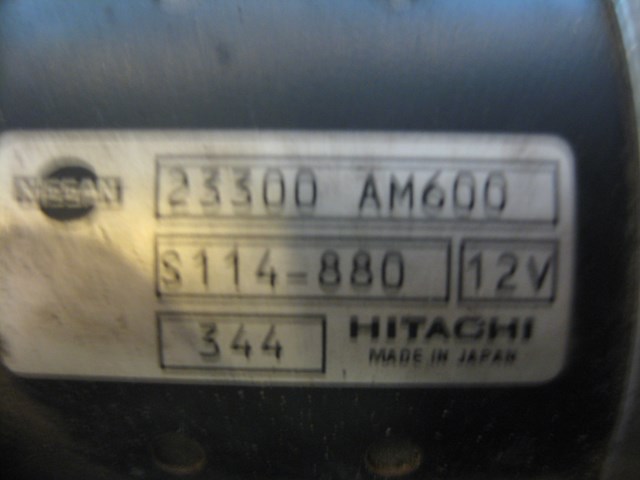 NISSAN
23300 AM600
S114-880 12V
344 HITACHI
MADE IN JAPAN